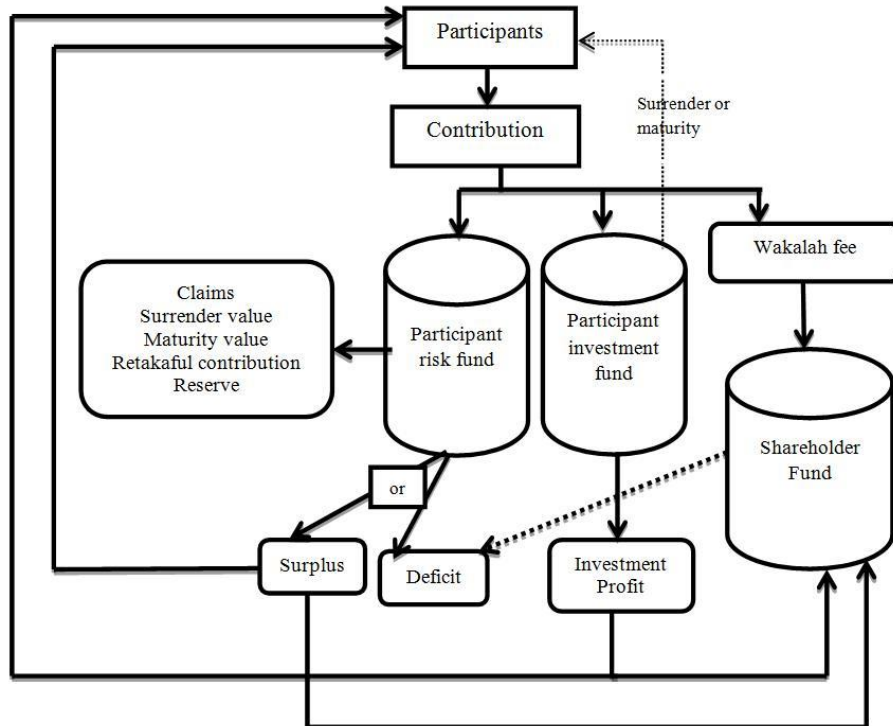 Participants
Surrender or
maturity
Contribution
Wakalah fee
Claims
Surrender value
Maturity value
Retakaful contribution
Reserve
Participant
risk fund
Participant
investment
fund
Shareholder
Fund
or
Surplus
Deficit
Investment
Profit